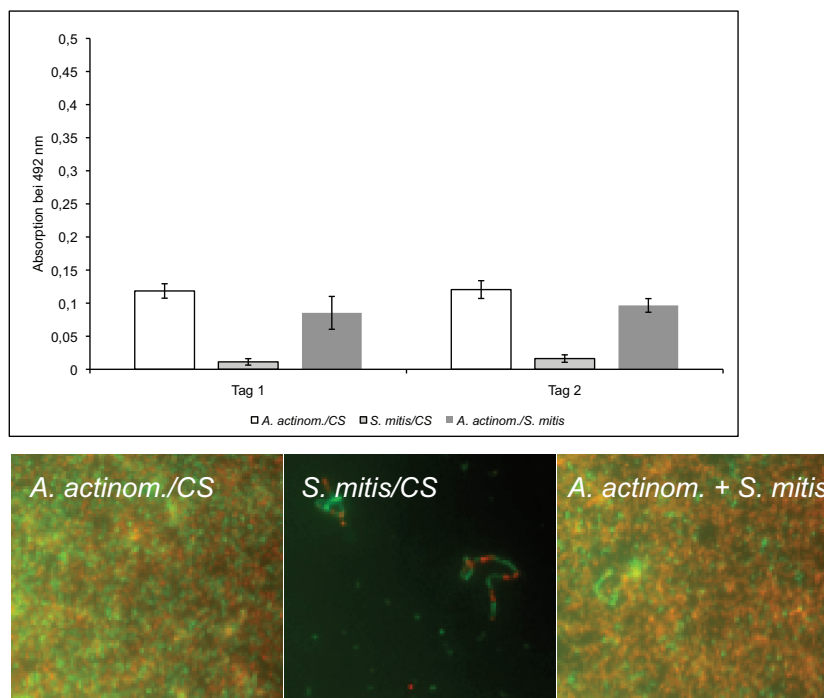 0,5
0,45
0,4
0,35
0,3
0,25
0,2
0,15
0,1
0,05
0
Absorption bei 492 nm
Tag 1 Tag 2
A. actinom./CS S. mitis/CS A. actinom./S. mitis
A. actinom./CS S. mitis/CS A. actinom. + S. mitis